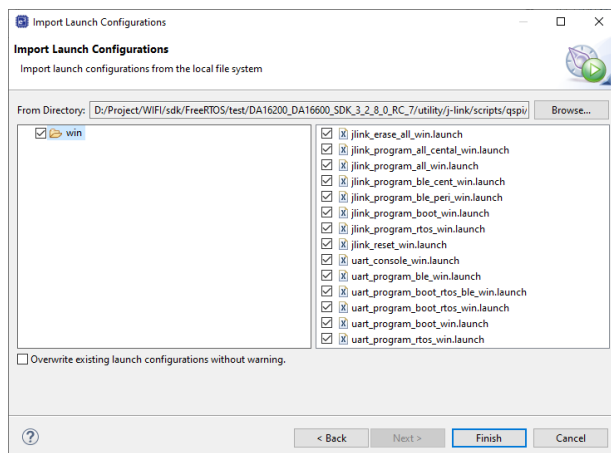 Import Launch Configurations
Import Launch Configurations
Import launch configurations from the local file system
From Directory: D:/Project/WIFI/sdk/FreeRTOS/test/DA16200_DA16600_SDK_3_2_8_0_RC_7/utility/j-link/scripts/qspi/ Browse...
win
jlink_erase_all_win.launch
jlink_program_all_cental_win.launch
jlink_program_all_win.launch
jlink_program_ble_cent_win.launch
jlink_program_ble_peri_win.launch
jlink_program_boot_win.launch
jlink_program_rtos_win.launch
jlink_reset_win.launch
uart_console_win.launch
uart_program_ble_win.launch
uart_program_boot_rtos_ble_win.launch
uart_program_boot_rtos_win.launch
uart_program_boot_win.launch
uart_program_rtos_win.launch
Overwrite existing launch configurations without warning.
? < Back Next > Finish Cancel